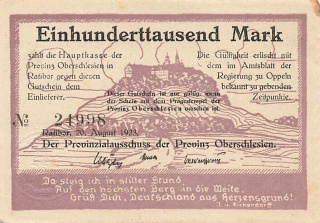 Einhunderttausend Mark
zahlt die Hauptkasse der
Provinz Oberschlesien in
Ratibor gegen diesen
Gutschein dem
Einlieferer.
Die Gültigkeit erlischt mit
dem im Amtsblatt der
Regierung zu Oppeln
bekannt zu gebenden
Zeitpunkte.
Dieser Gutschein ist nur gültig, wenn
der Schein mit dem Prägestempel der
Provinz Oberschlesien versehen ist.
No 24998
Ratibor, 20. August 1923.
Der Provinzialausschuss der Provinz Oberschlesien.
Da steig ich in stiller Stund
Auf den höchsten Berg in die Weite,
Grüß Dich, Deutschland aus Herzensgrund!
J. v. Eichendorff